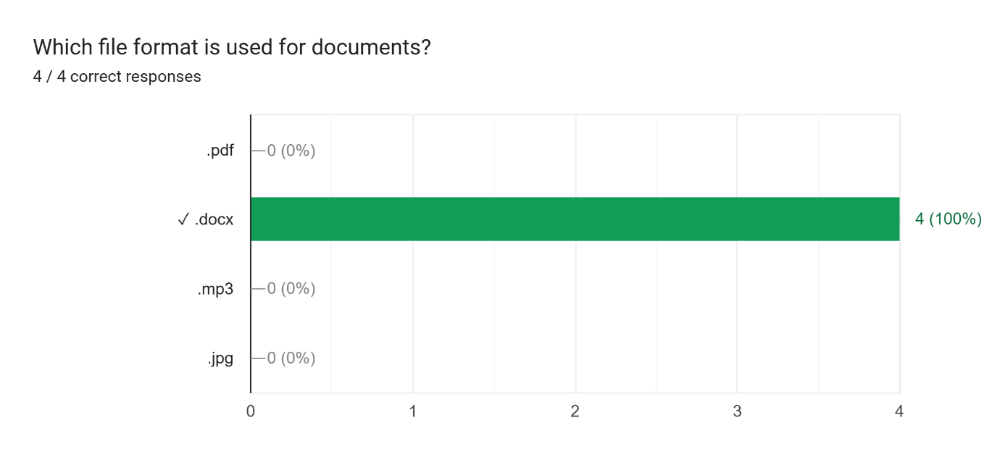 Which file format is used for documents?
4 / 4 correct responses
.pdf 0 (0%)
✓ .docx 4 (100%)
.mp3 0 (0%)
.jpg 0 (0%)
0 1 2 3 4